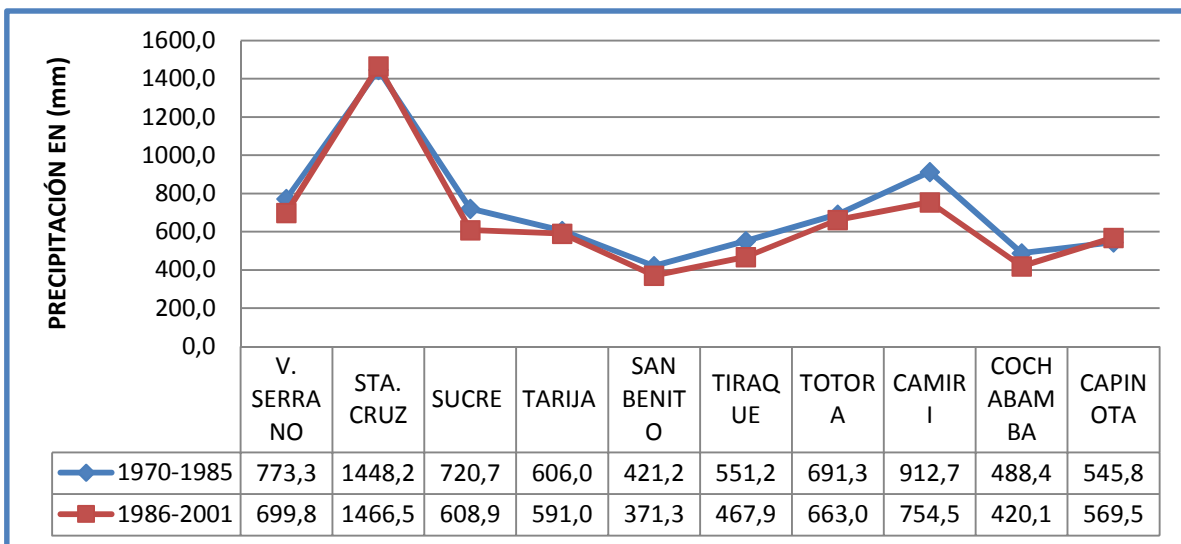 PRECIPITACIÓN EN (mm)
1600,0
1400,0
1200,0
1000,0
800,0
600,0
400,0
200,0
0,0
V.
SERRA
NO
STA.
CRUZ
SUCRE
TARIJA
SAN
BENIT
O
TIRAQ
UE
TOTOR
A
CAMIR
I
COCH
ABAM
BA
CAPIN
OTA
1970-1985 773,3 1448,2 720,7 606,0 421,2 551,2 691,3 912,7 488,4 545,8
1986-2001 699,8 1466,5 608,9 591,0 371,3 467,9 663,0 754,5 420,1 569,5